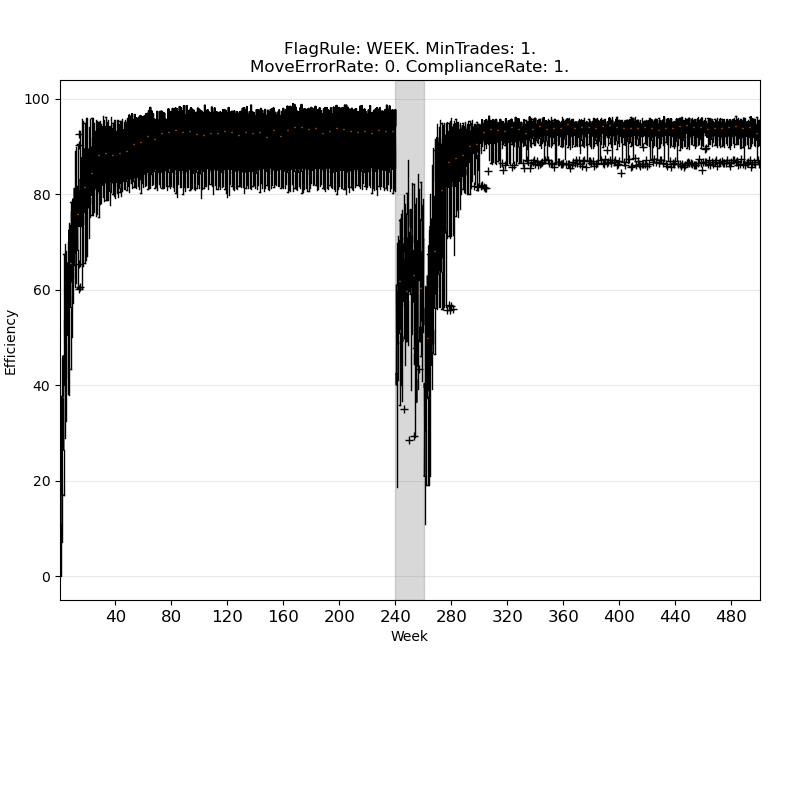 FlagRule: WEEK. MinTrades: 1.
MoveErrorRate: 0. ComplianceRate: 1.
100
80
60
40
20
0
Efficiency
40 80 120 160 200 240 280 320 360 400 440 480
Week